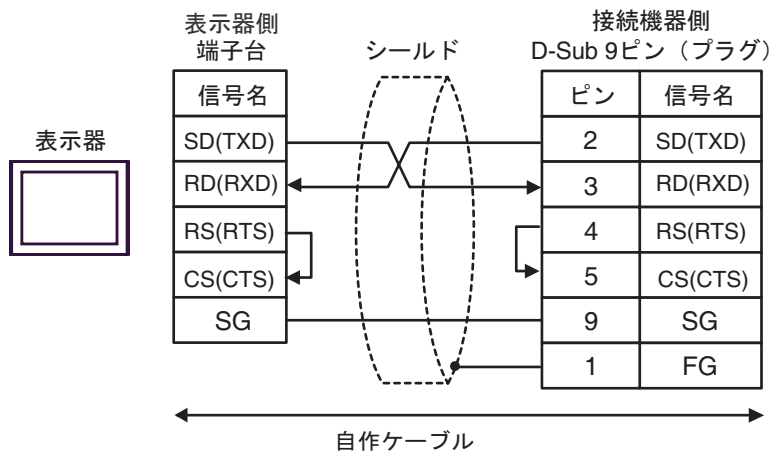 表示器側
端子台
シールド
接続機器側
D-Sub 9ピン（プラグ）
表示器
信号名
ピン 信号名
SD(TXD) 2 SD(TXD)
RD(RXD) 3 RD(RXD)
RS(RTS) 4 RS(RTS)
CS(CTS) 5 CS(CTS)
SG 9 SG
1 FG
自作ケーブル